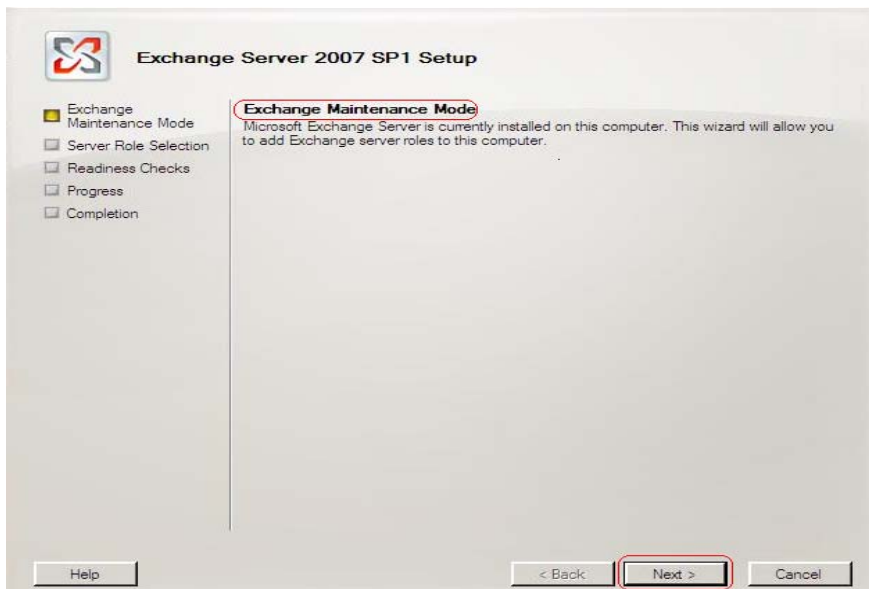 Exchange Server 2007 SP1 Setup
Exchange
Maintenance Mode
Server Role Selection
Readiness Checks
Progress
Completion
Exchange Maintenance Mode
Microsoft Exchange Server is currently installed on this computer. This wizard will allow you
to add Exchange server roles to this computer.
Help
< Back
Next >
Cancel